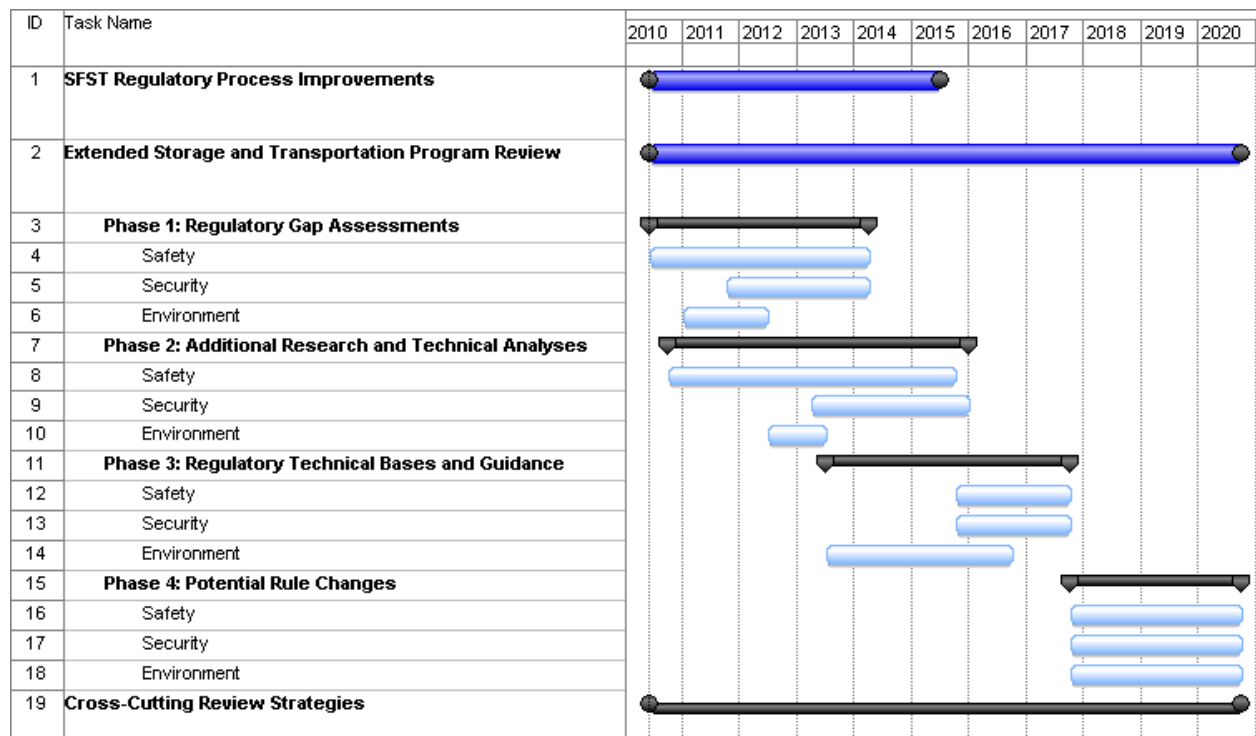 ID Task Name
2010 2011 2012 2013 2014 2015 2016 2017 2018 2019 2020
1 SFST Regulatory Process Improvements
2 Extended Storage and Transportation Program Review
3 Phase 1: Regulatory Gap Assessments
4 Safety
5 Security
6 Environment
7 Phase 2: Additional Research and Technical Analyses
8 Safety
9 Security
10 Environment
11 Phase 3: Regulatory Technical Bases and Guidance
12 Safety
13 Security
14 Environment
15 Phase 4: Potential Rule Changes
16 Safety
17 Security
18 Environment
19 Cross-Cutting Review Strategies